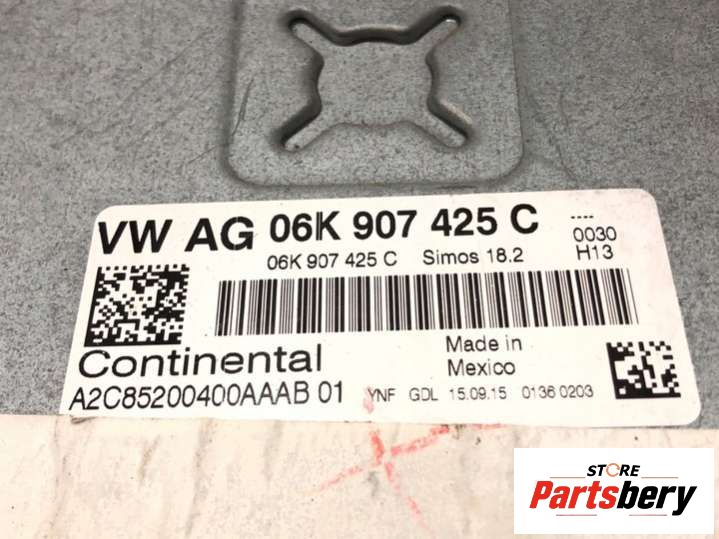 VW AG 06K 907 425 C
----
0030
H13
06K 907 425 C Simos 18.2
Continental
Made in
Mexico
A2C85200400AAAB 01
YNF GDL 15.09.15 0136 0203
STORE
Partsbery